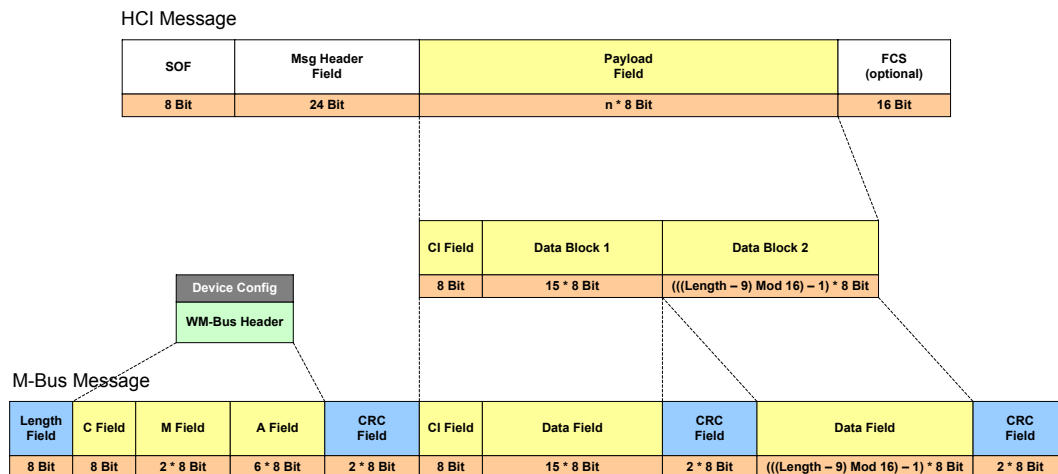 HCI Message
SOF
Msg Header
Field
Payload
Field
FCS
(optional)
8 Bit
24 Bit
n * 8 Bit
16 Bit
CI Field
Data Block 1
Data Block 2
8 Bit
15 * 8 Bit
(((Length – 9) Mod 16) – 1) * 8 Bit
Device Config
WM-Bus Header
M-Bus Message
Length
Field
C Field
M Field
A Field
CRC
Field
CI Field
Data Field
CRC
Field
Data Field
CRC
Field
8 Bit
8 Bit
2 * 8 Bit
6 * 8 Bit
2 * 8 Bit
8 Bit
15 * 8 Bit
2 * 8 Bit
(((Length – 9) Mod 16) – 1) * 8 Bit
2 * 8 Bit